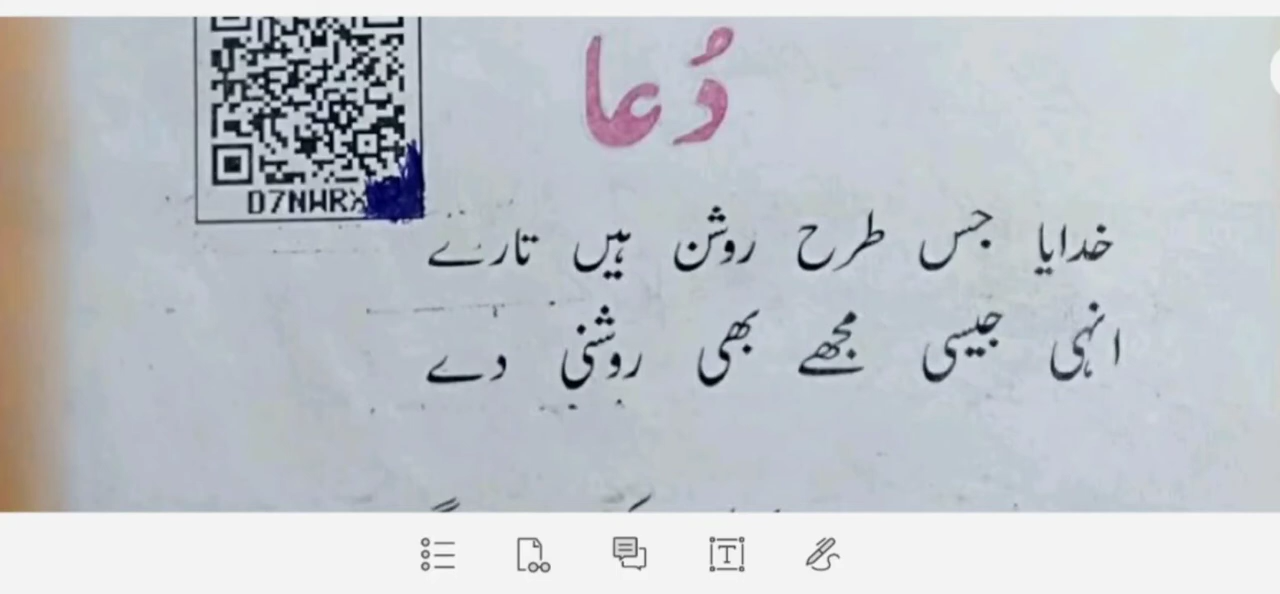 دُعا
D7NWRX
خدایا جس طرح روشن ہیں تارے
انہی جیسی مجھے بھی روشنی دے